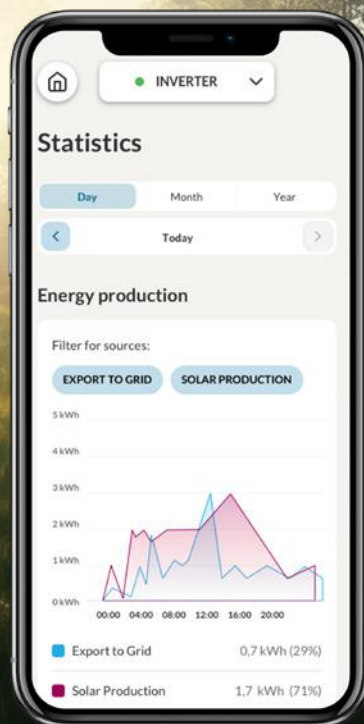 INVERTER
Statistics
Day Month Year
Today
Energy production
Filter for sources:
EXPORT TO GRID SOLAR PRODUCTION
5 kWh
4 kWh
3 kWh
2 kWh
1 kWh
0 kWh
00:00 04:00 08:00 12:00 16:00 20:00
Export to Grid 0,7 kWh (29%)
Solar Production 1,7 kWh (71%)